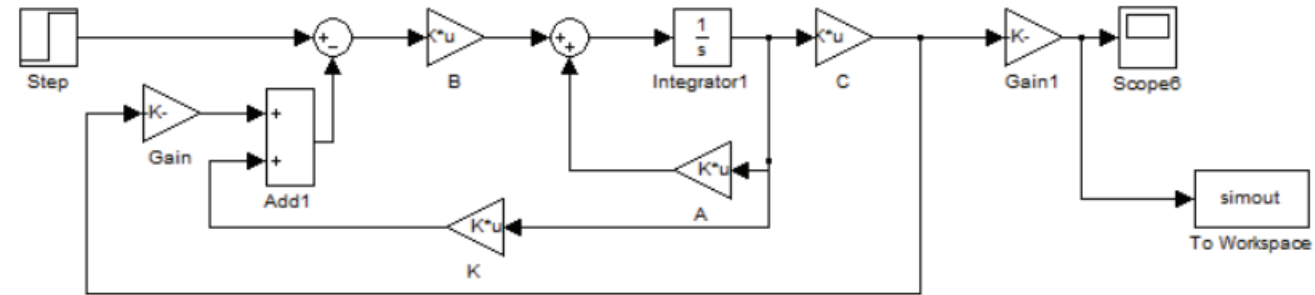 Step
+
−
K*u
B
+
+
1
s
Integrator1
K*u
C
-K-
Gain1
Scope6
-K-
Gain
+
+
Add1
K*u
A
K*u
K
simout
To Workspace